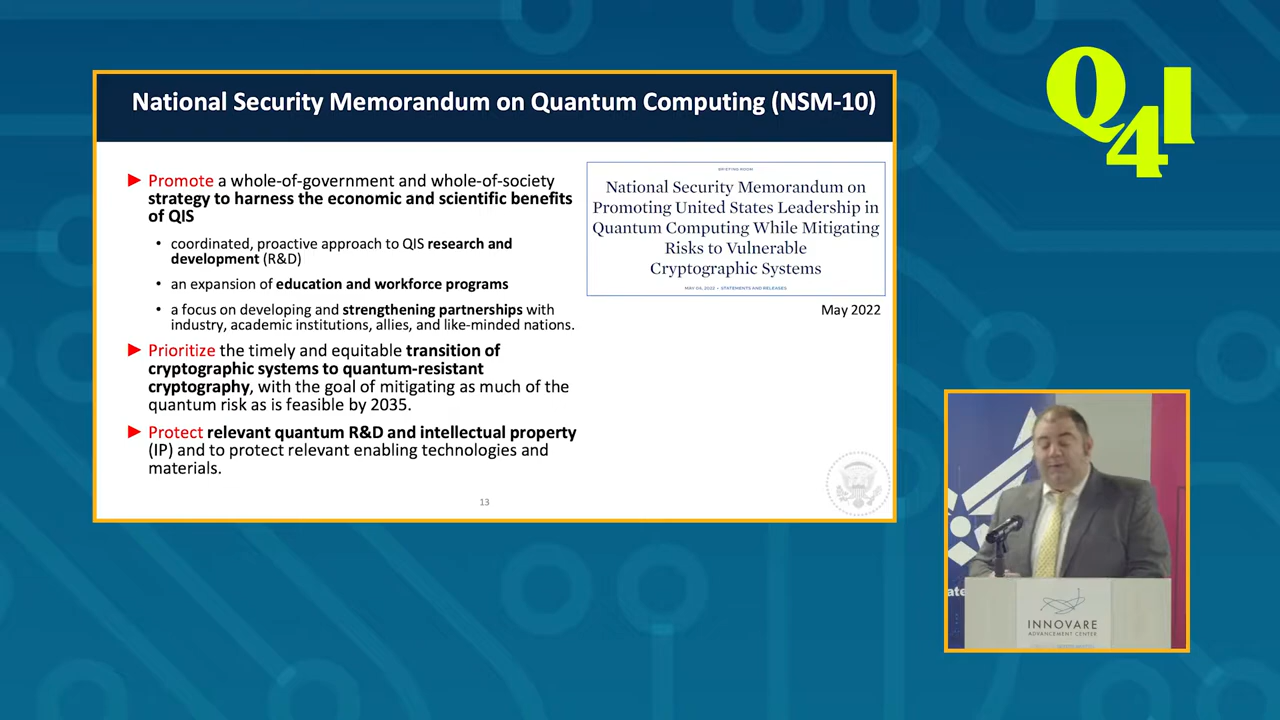 National Security Memorandum on Quantum Computing (NSM-10)
► Promote a whole-of-government and whole-of-society
strategy to harness the economic and scientific benefits
of QIS
• coordinated, proactive approach to QIS research and
development (R&D)
• an expansion of education and workforce programs
• a focus on developing and strengthening partnerships with
industry, academic institutions, allies, and like-minded nations.
► Prioritize the timely and equitable transition of
cryptographic systems to quantum-resistant
cryptography, with the goal of mitigating as much of the
quantum risk as is feasible by 2035.
► Protect relevant quantum R&D and intellectual property
(IP) and to protect relevant enabling technologies and
materials.
BRIEFING ROOM
National Security Memorandum on
Promoting United States Leadership in
Quantum Computing While Mitigating
Risks to Vulnerable
Cryptographic Systems
MAY 04, 2022 • STATEMENTS AND RELEASES
May 2022
13
Q4I
INNOVARE
ADVANCEMENT CENTER